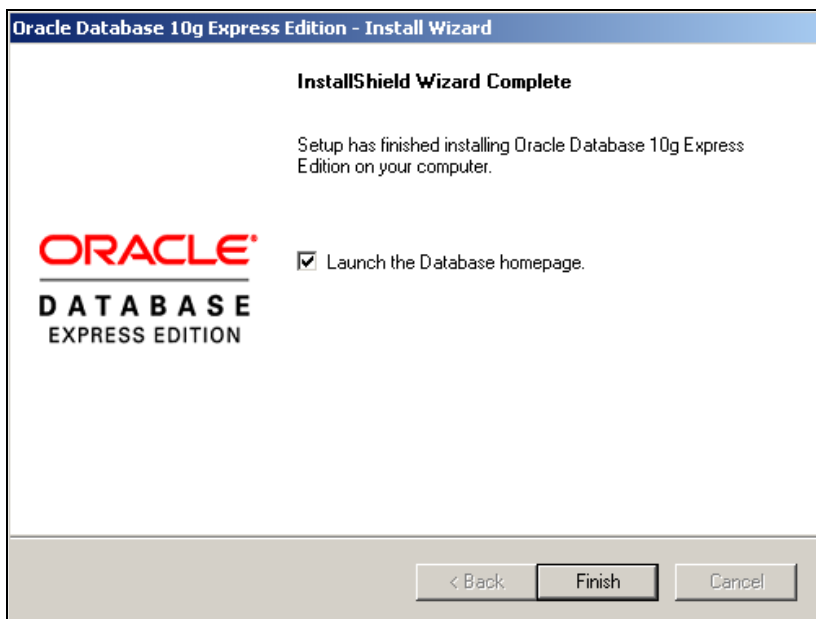 Oracle Database 10g Express Edition - Install Wizard
InstallShield Wizard Complete
Setup has finished installing Oracle Database 10g Express
Edition on your computer.
ORACLE
DATABASE
EXPRESS EDITION
Launch the Database homepage.
< Back
Finish
Cancel